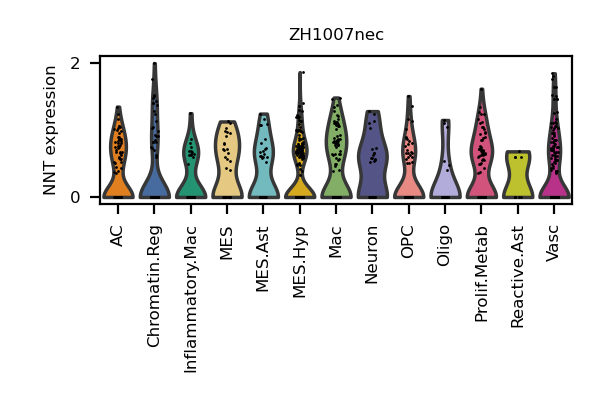 ZH1007nec
NNT expression
2
0
AC
Chromatin.Reg
Inflammatory.Mac
MES
MES.Ast
MES.Hyp
Mac
Neuron
OPC
Oligo
Prolif.Metab
Reactive.Ast
Vasc